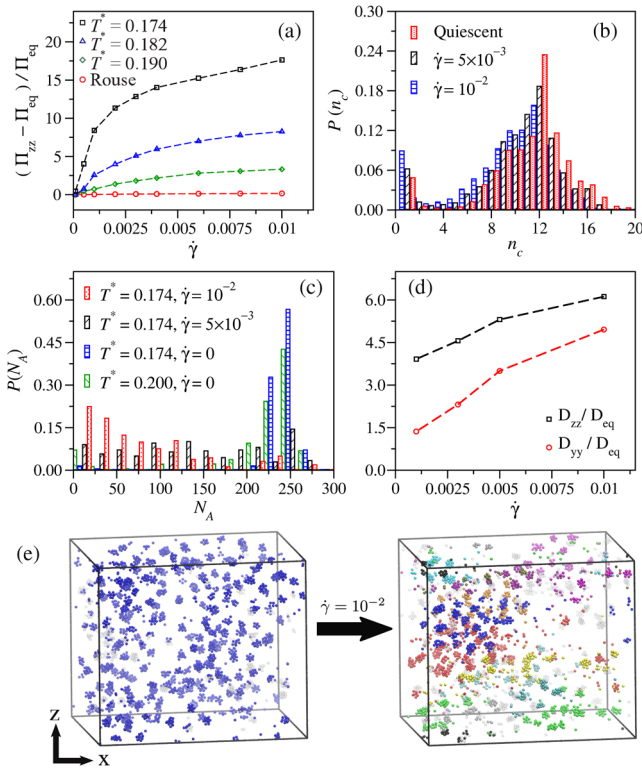 T* = 0.174
T* = 0.182
T* = 0.190
Rouse
(a)
(Π_zz − Π_eq) / Π_eq
25
20
15
10
5
0
0 0.0025 0.005 0.0075 0.01
γ̇
(b)
Quiescent
γ̇ = 5×10⁻³
γ̇ = 10⁻²
P(n_c)
0.30
0.24
0.18
0.12
0.06
0.00
0 4 8 12 16 20
n_c
(c)
T* = 0.174, γ̇ = 10⁻²
T* = 0.174, γ̇ = 5×10⁻³
T* = 0.174, γ̇ = 0
T* = 0.200, γ̇ = 0
P(N_A)
0.60
0.45
0.30
0.15
0.00
0 50 100 150 200 250 300
N_A
(d)
6.0
4.5
3.0
1.5
0.0
D_zz/D_eq
D_yy/D_eq
0 0.0025 0.005 0.0075 0.01
γ̇
(e)
γ̇ = 10⁻²
z
x